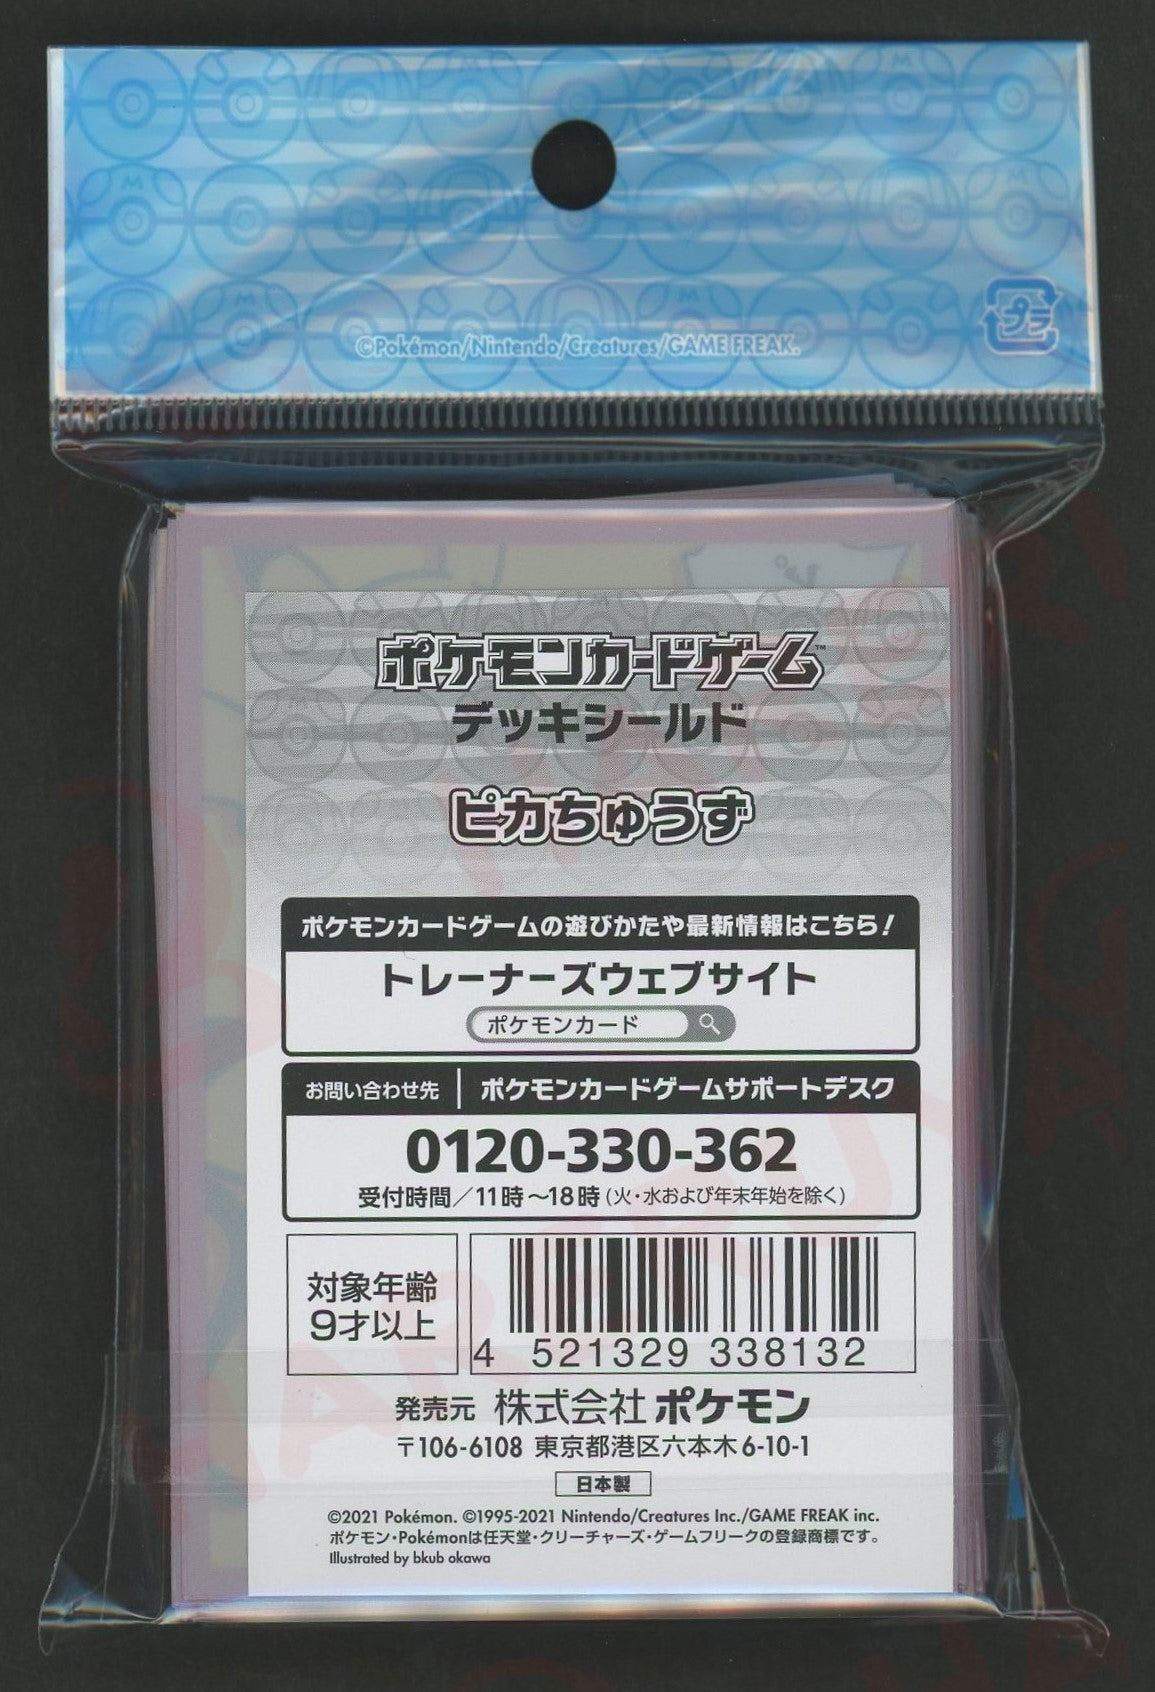 ©Pokémon/Nintendo/Creatures/GAME FREAK.
プラ
ポケモンカードゲーム™
デッキシールド
ピカちゅうず
ポケモンカードゲームの遊びかたや最新情報はこちら!
トレーナーズウェブサイト
ポケモンカード
お問い合わせ先 ポケモンカードゲームサポートデスク
0120-330-362
受付時間/11時~18時(火・水および年末年始を除く)
対象年齢
9才以上
4 521329 338132
発売元 株式会社ポケモン
〒106-6108 東京都港区六本木6-10-1
日本製
©2021 Pokémon. ©1995-2021 Nintendo/Creatures Inc./GAME FREAK inc.
ポケモン・Pokémonは任天堂・クリーチャーズ・ゲームフリークの登録商標です。
Illustrated by bkub okawa